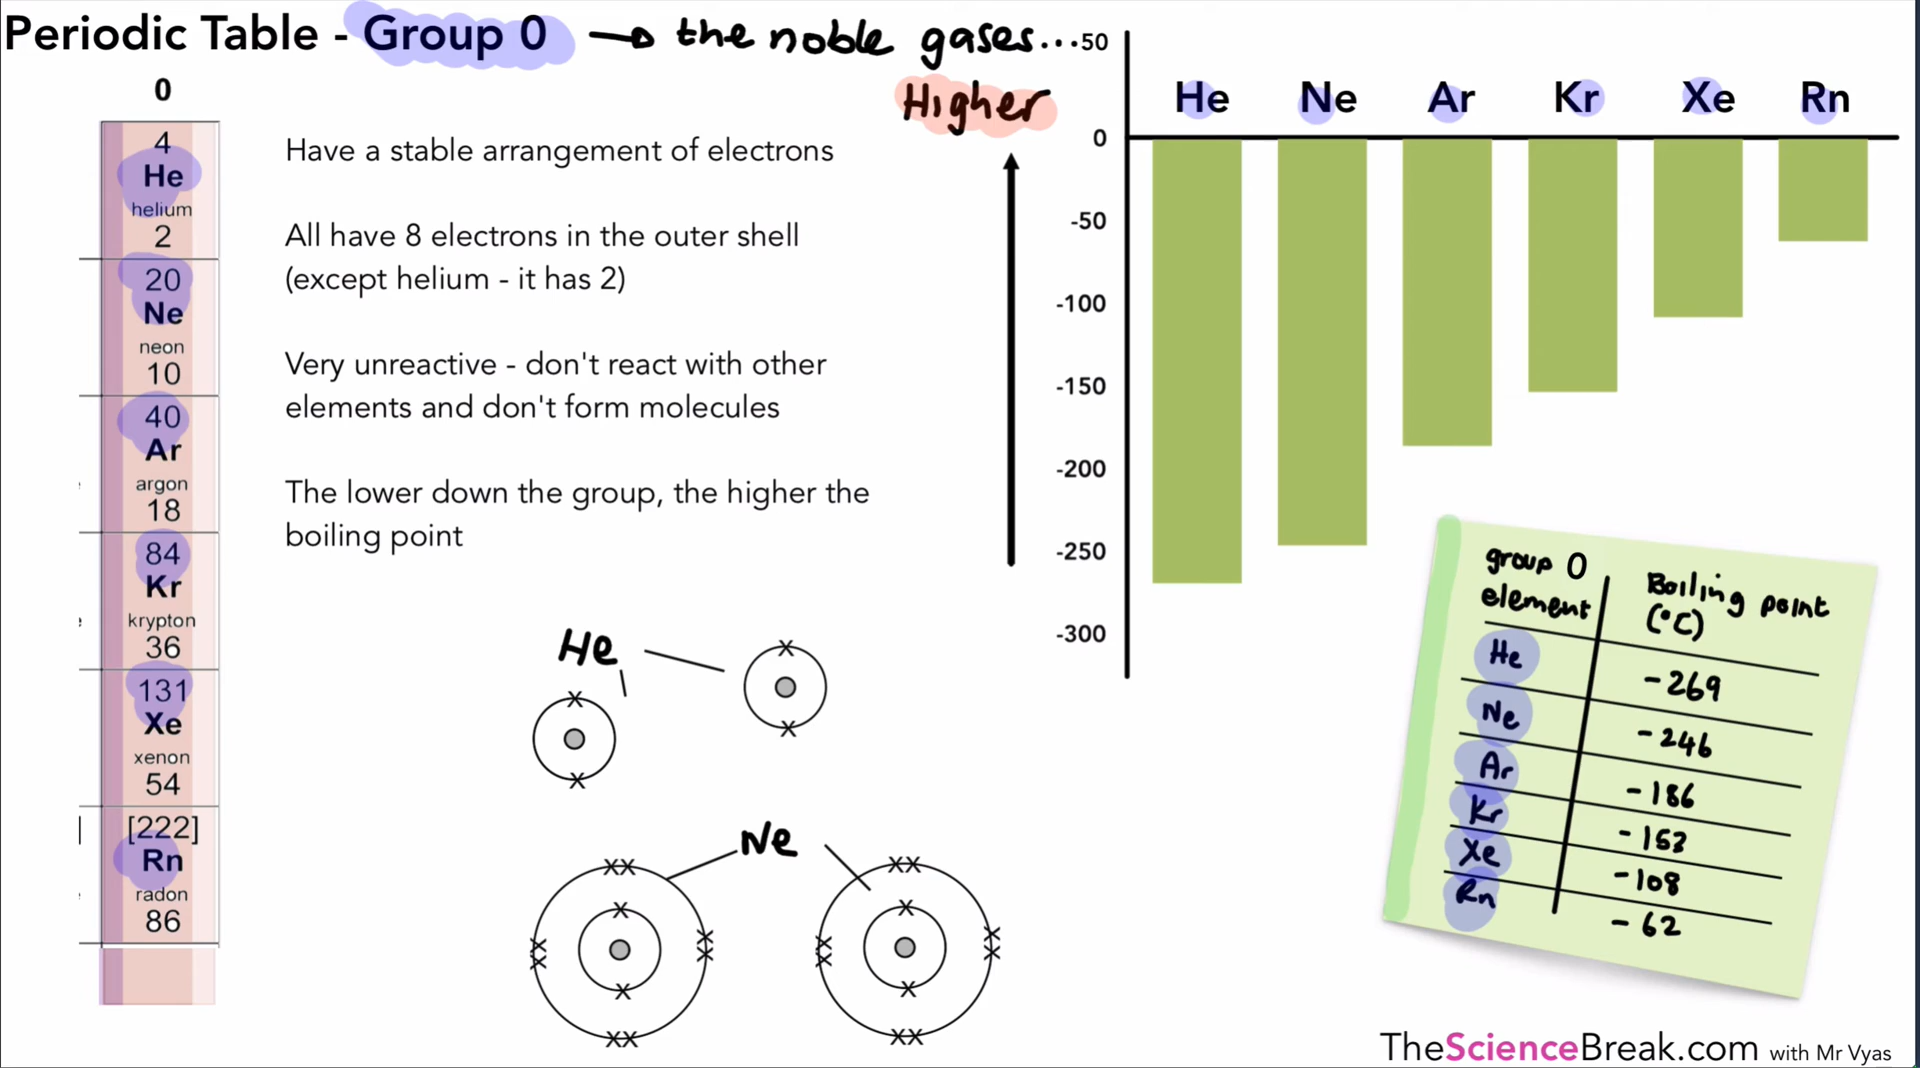 Periodic Table - Group 0 → the noble gases...
0
4
He
helium
2
20
Ne
neon
10
40
Ar
argon
18
84
Kr
krypton
36
131
Xe
xenon
54
[222]
Rn
radon
86
Have a stable arrangement of electrons
All have 8 electrons in the outer shell
(except helium - it has 2)
Very unreactive - don't react with other
elements and don't form molecules
The lower down the group, the higher the
boiling point
He
Ne
Higher
50
0
-50
-100
-150
-200
-250
-300
He Ne Ar Kr Xe Rn
group 0 element Boiling point (°C)
He -269
Ne -246
Ar -186
Kr -153
Xe -108
Rn -62
TheScienceBreak.com with Mr Vyas